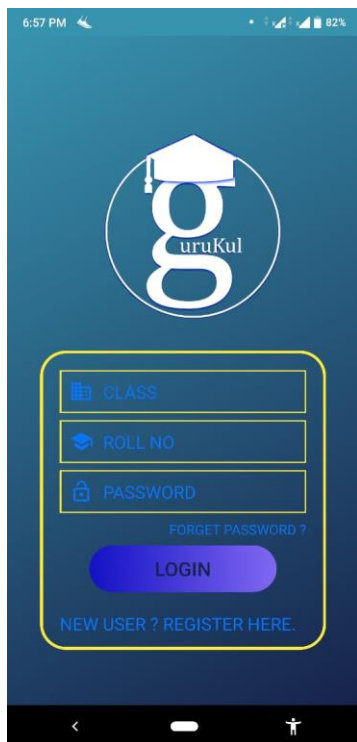 6:57 PM
82%
guruKul
CLASS
ROLL NO
PASSWORD
FORGET PASSWORD ?
LOGIN
NEW USER ? REGISTER HERE.